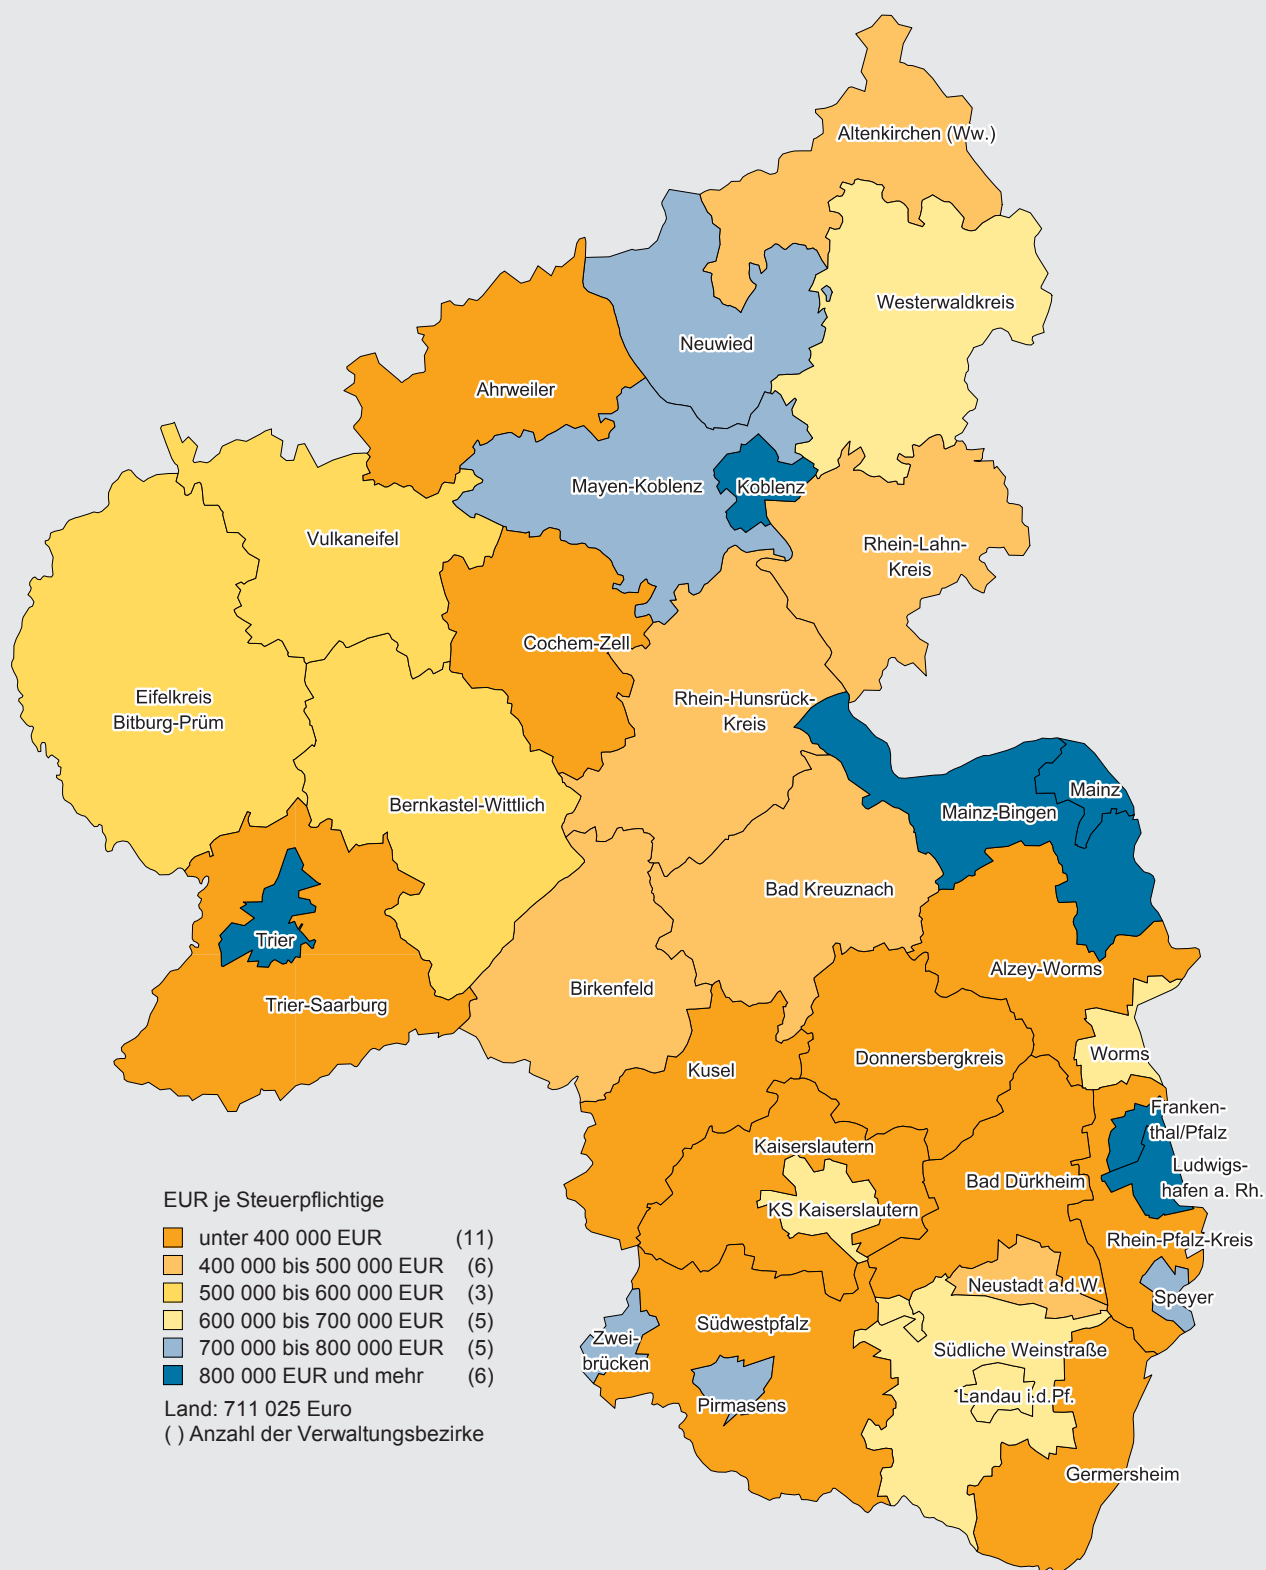 Altenkirchen (Ww.)
Westerwaldkreis
Neuwied
Ahrweiler
Mayen-Koblenz
Koblenz
Vulkaneifel
Rhein-Lahn-
Kreis
Cochem-Zell
Eifelkreis
Bitburg-Prüm
Rhein-Hunsrück-
Kreis
Mainz
Bernkastel-Wittlich
Mainz-Bingen
Bad Kreuznach
Trier
Alzey-Worms
Birkenfeld
Trier-Saarburg
Worms
Donnersbergkreis
Kusel
Franken-
thal/Pfalz
Kaiserslautern
Ludwigs-
hafen a. Rh.
Bad Dürkheim
KS Kaiserslautern
Rhein-Pfalz-Kreis
Neustadt a.d.W.
Speyer
Südwestpfalz
Zwei-
brücken
Südliche Weinstraße
Landau i.d.Pf.
Pirmasens
Germersheim
EUR je Steuerpflichtige
unter 400 000 EUR (11)
400 000 bis 500 000 EUR (6)
500 000 bis 600 000 EUR (3)
600 000 bis 700 000 EUR (5)
700 000 bis 800 000 EUR (5)
800 000 EUR und mehr (6)
Land: 711 025 Euro
( ) Anzahl der Verwaltungsbezirke